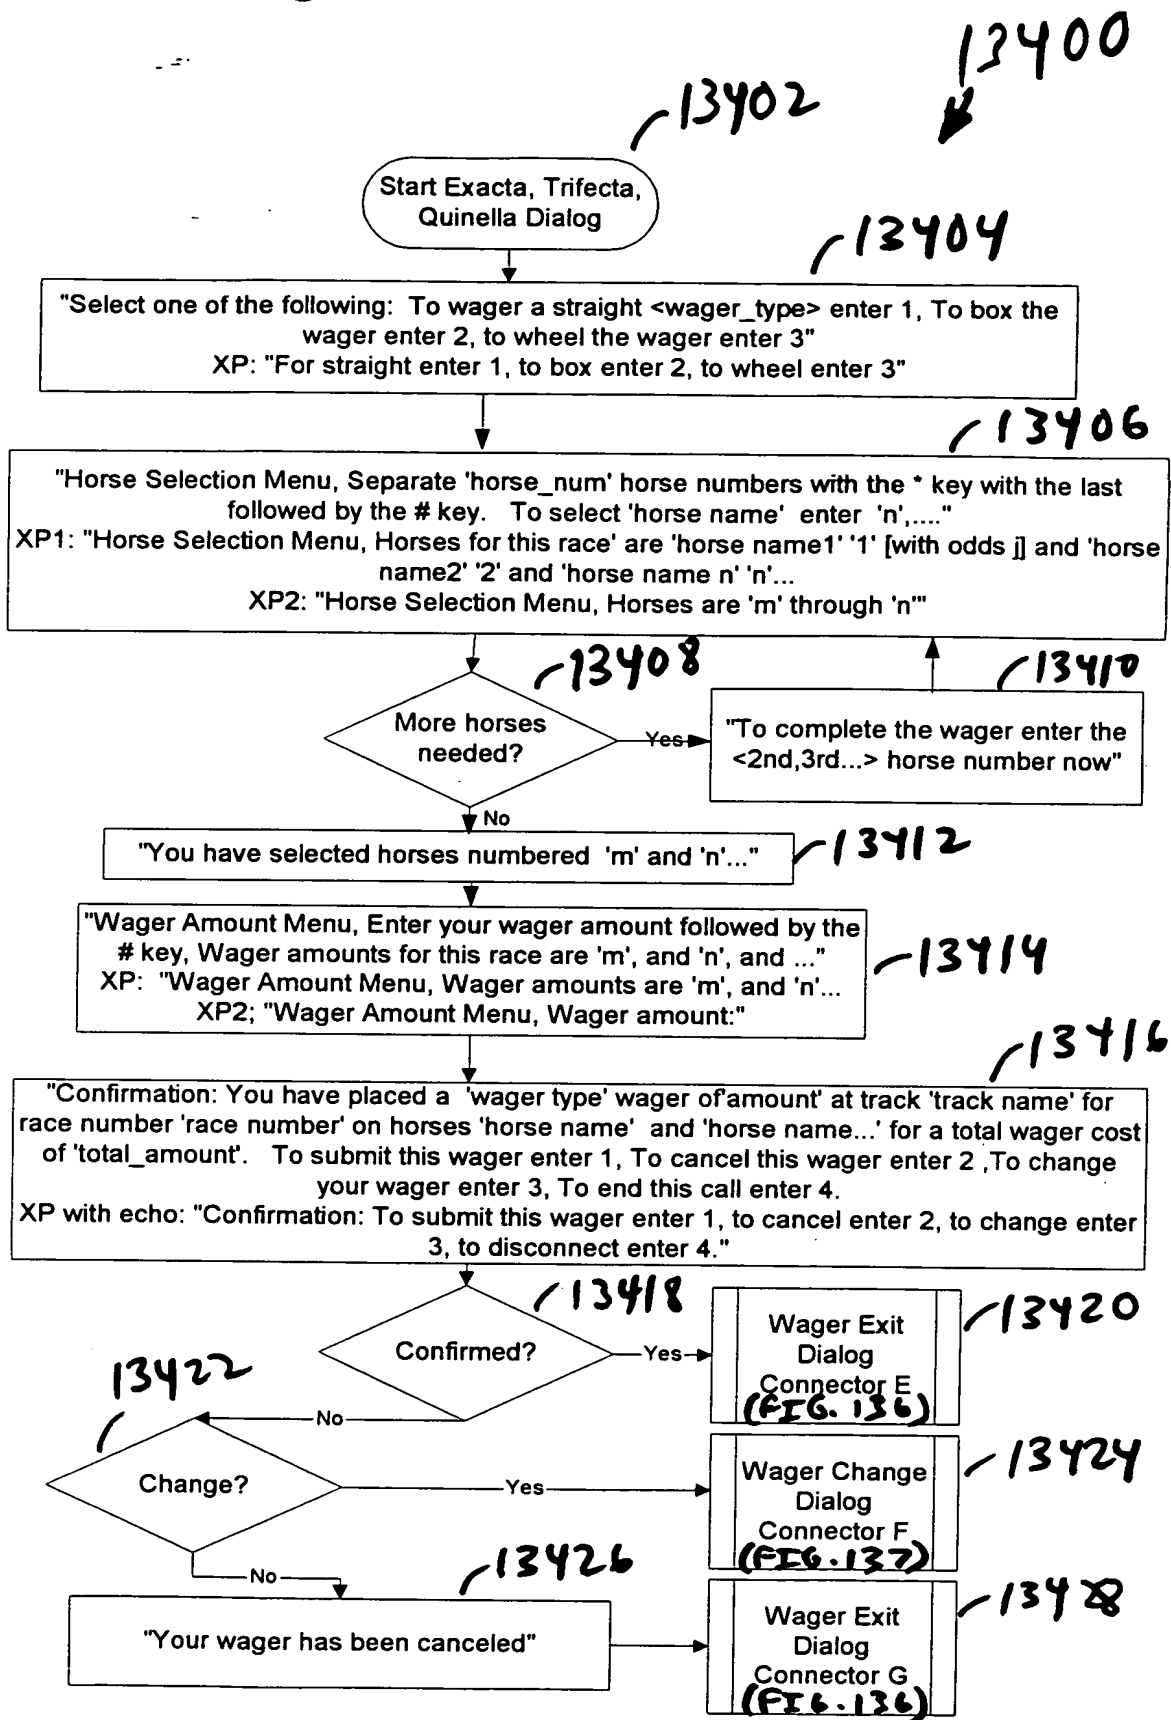 13400
13402
Start Exacta, Trifecta,
Quinella Dialog
13404
"Select one of the following:  To wager a straight <wager_type> enter 1, To box the
wager enter 2, to wheel the wager enter 3"
XP: "For straight enter 1, to box enter 2, to wheel enter 3"
13406
"Horse Selection Menu, Separate 'horse_num' horse numbers with the * key with the last
followed by the # key.   To select 'horse name'  enter  'n',...."
XP1: "Horse Selection Menu, Horses for this race' are 'horse name1' '1' [with odds j] and 'horse
name2' '2' and 'horse name n' 'n'...
XP2: "Horse Selection Menu, Horses are 'm' through 'n'"
13408
More horses
needed?
Yes
13410
"To complete the wager enter the
<2nd,3rd...> horse number now"
No
"You have selected horses numbered  'm' and 'n'..."
13412
"Wager Amount Menu, Enter your wager amount followed by the
# key, Wager amounts for this race are 'm', and 'n', and ..."
XP:  "Wager Amount Menu, Wager amounts are 'm', and 'n'...
XP2; "Wager Amount Menu, Wager amount:"
13414
13416
"Confirmation: You have placed a  'wager type' wager of'amount' at track 'track name' for
race number 'race number' on horses 'horse name'  and 'horse name...' for a total wager cost
of 'total_amount'.   To submit this wager enter 1, To cancel this wager enter 2 ,To change
your wager enter 3, To end this call enter 4.
XP with echo: "Confirmation: To submit this wager enter 1, to cancel enter 2, to change enter
3, to disconnect enter 4."
13418
Confirmed?
Yes
Wager Exit
Dialog
Connector E
(FIG. 136)
13420
13422
No
Change?
Yes
Wager Change
Dialog
Connector F
(FIG. 137)
13424
No
13426
"Your wager has been canceled"
Wager Exit
Dialog
Connector G
(FIG. 136)
13428